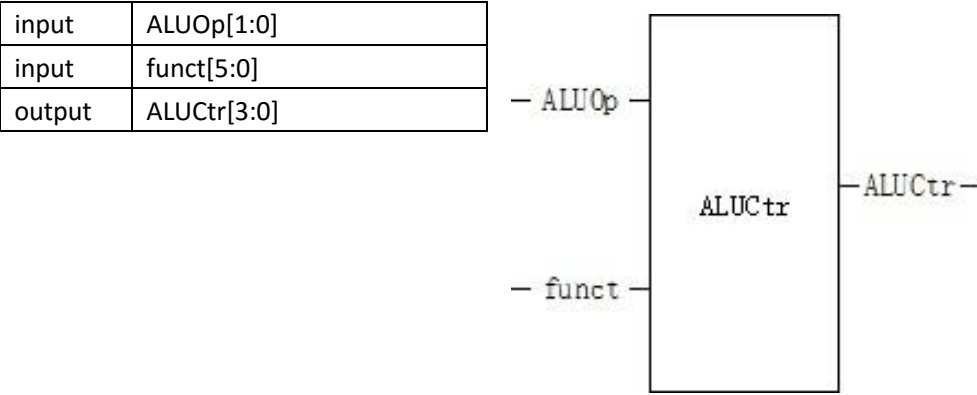 input ALUOp[1:0]
input funct[5:0]
output ALUCtr[3:0]
ALUOp
ALUCtr
ALUCtr
funct